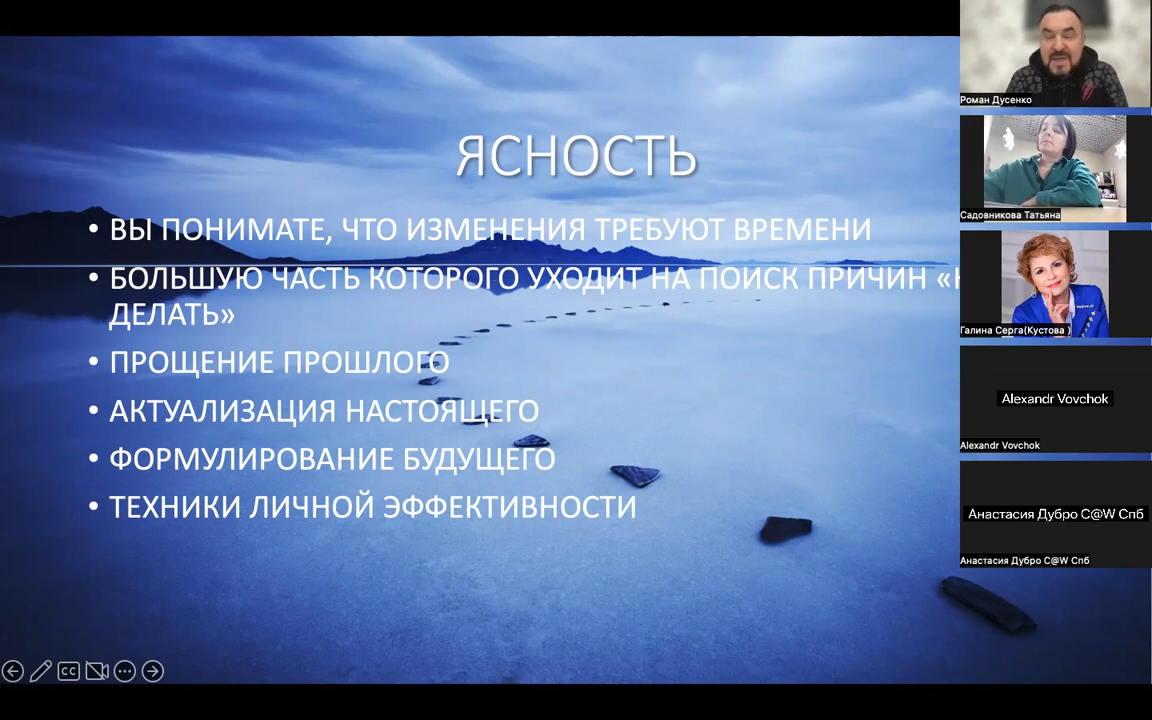 ЯСНОСТЬ
• ВЫ ПОНИМАТЕ, ЧТО ИЗМЕНЕНИЯ ТРЕБУЮТ ВРЕМЕНИ
• БОЛЬШУЮ ЧАСТЬ КОТОРОГО УХОДИТ НА ПОИСК ПРИЧИН
ДЕЛАТЬ»
• ПРОЩЕНИЕ ПРОШЛОГО
• АКТУАЛИЗАЦИЯ НАСТОЯЩЕГО
• ФОРМУЛИРОВАНИЕ БУДУЩЕГО
• ТЕХНИКИ ЛИЧНОЙ ЭФФЕКТИВНОСТИ
CC
Роман Дусенко
Садовникова Татьяна
Галина Серга(Кустова )
Alexandr Vovchok
Alexandr Vovchok
Анастасия Дубро C@W Спб
Анастасия Дубро C@W Спб